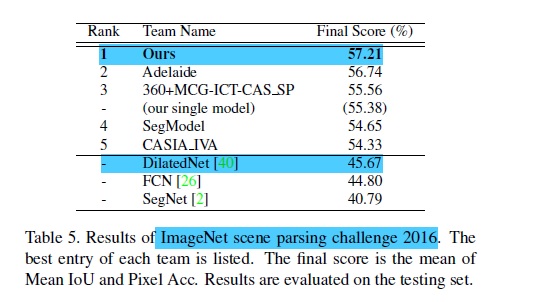 Rank Team Name Final Score (%)
1 Ours 57.21
2 Adelaide 56.74
3 360+MCG-ICT-CAS_SP 55.56
- (our single model) (55.38)
4 SegModel 54.65
5 CASIA_IVA 54.33
- DilatedNet [40] 45.67
- FCN [26] 44.80
- SegNet [2] 40.79
Table 5. Results of ImageNet scene parsing challenge 2016. The
best entry of each team is listed. The final score is the mean of
Mean IoU and Pixel Acc. Results are evaluated on the testing set.